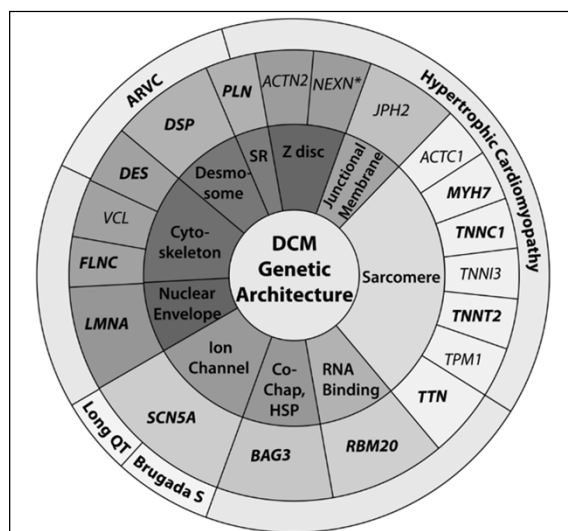 DCM
Genetic
Architecture
SR
Z disc
Junctional
Membrane
Sarcomere
RNA
Binding
Co-
Chap,
HSP
Ion
Channel
Nuclear
Envelope
Cyto-
skeleton
Desmo-
some
PLN
ACTN2
NEXN*
JPH2
ACTC1
MYH7
TNNC1
TNNI3
TNNT2
TPM1
TTN
RBM20
BAG3
SCN5A
LMNA
FLNC
VCL
DES
DSP
ARVC
Hypertrophic Cardiomyopathy
Brugada S
Long QT